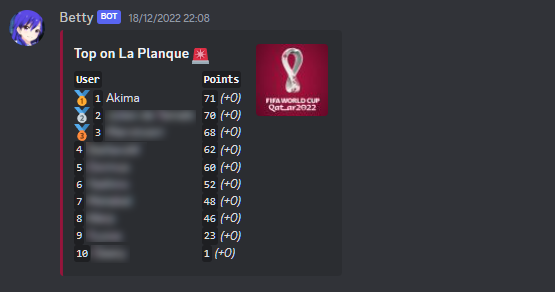 Betty BOT 18/12/2022 22:08
Top on La Planque 🚨
FIFA WORLD CUP
Qatar2022
User Points
🥇 1 Akima 71 (+0)
🥈 2 70 (+0)
🥉 3 68 (+0)
4 62 (+0)
5 60 (+0)
6 52 (+0)
7 48 (+0)
8 46 (+0)
9 23 (+0)
10 1 (+0)